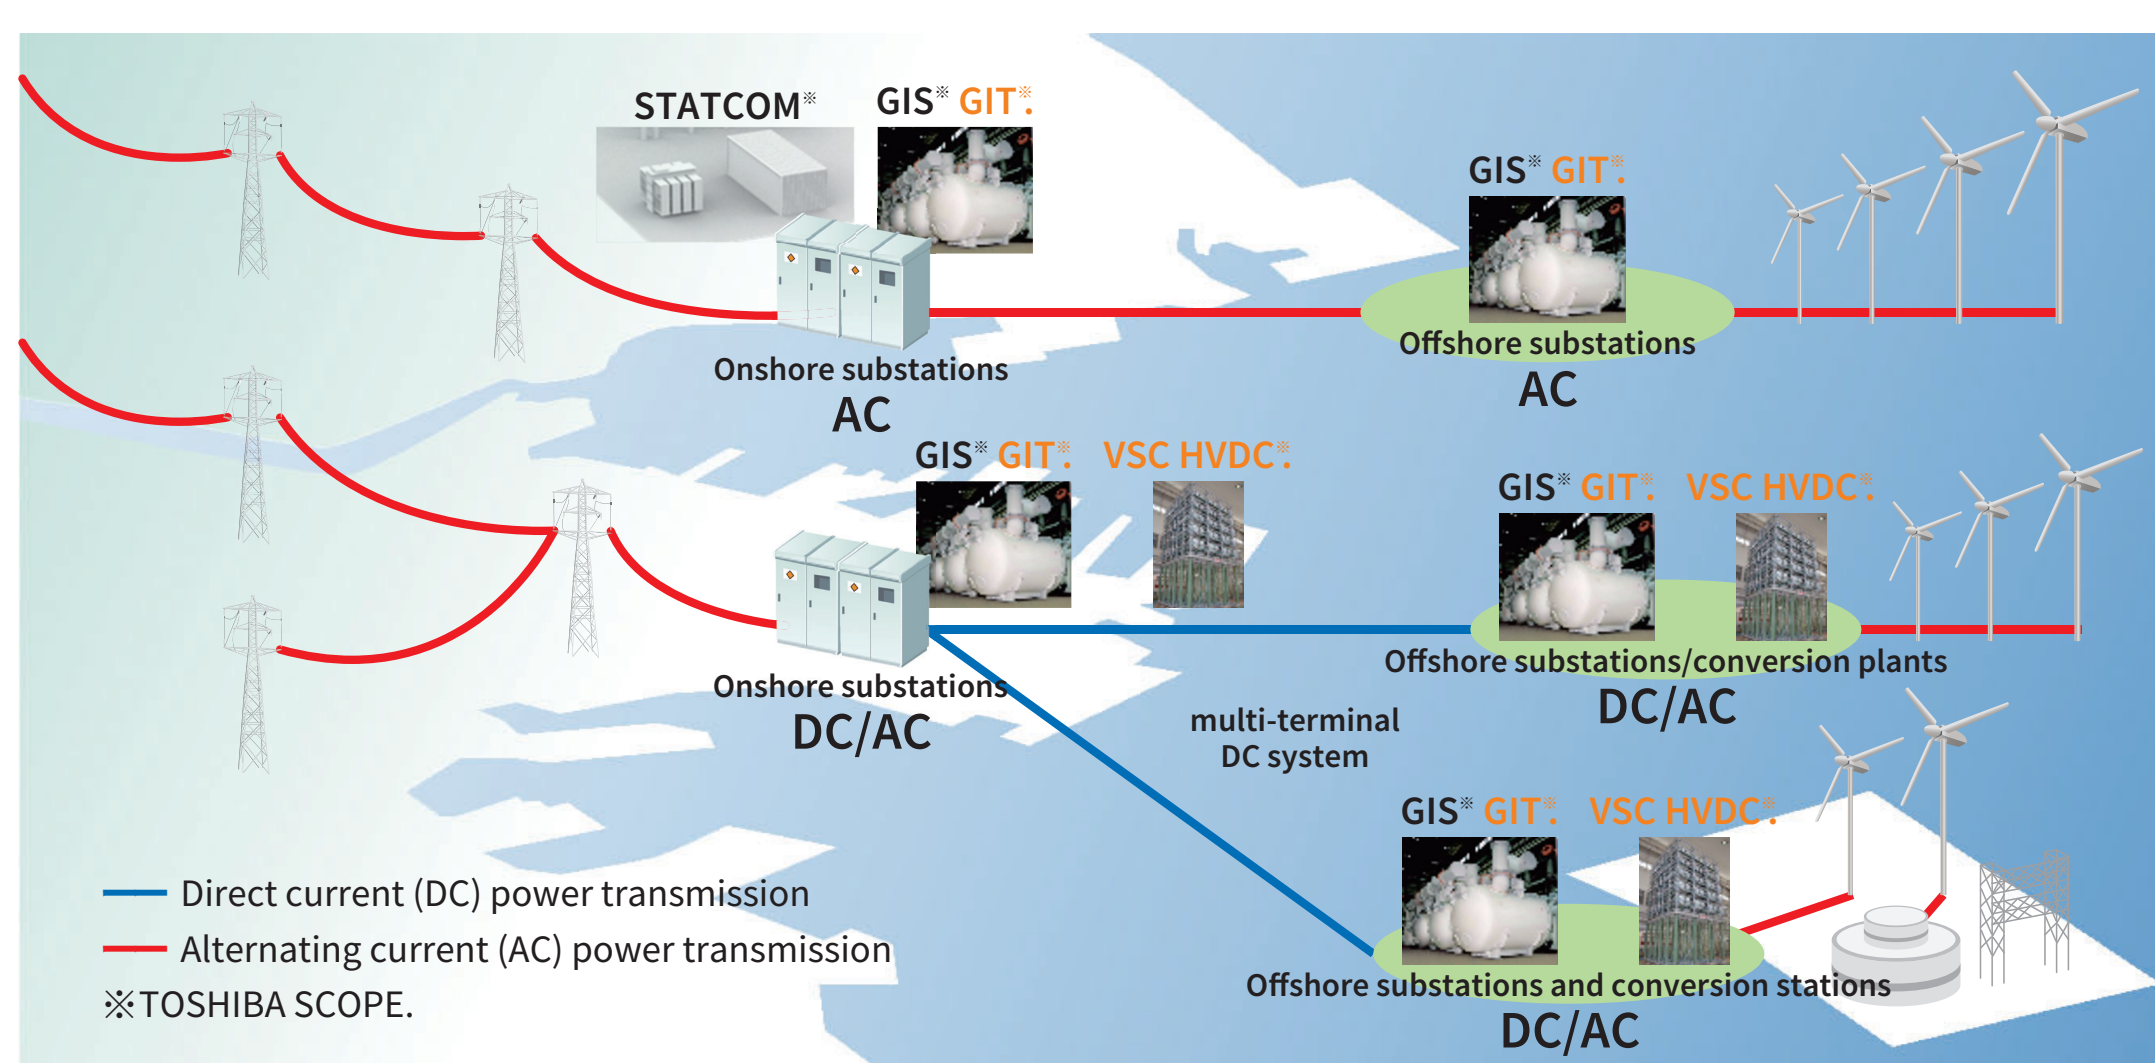 STATCOM※
GIS※ GIT※.
GIS※ GIT※.
Onshore substations
AC
Offshore substations
AC
GIS※ GIT※. VSC HVDC※.
GIS※ GIT※. VSC HVDC※.
Onshore substations
DC/AC
Offshore substations/conversion plants
DC/AC
multi-terminal
DC system
GIS※ GIT※. VSC HVDC※.
Offshore substations and conversion stations
DC/AC
Direct current (DC) power transmission
Alternating current (AC) power transmission
※TOSHIBA SCOPE.